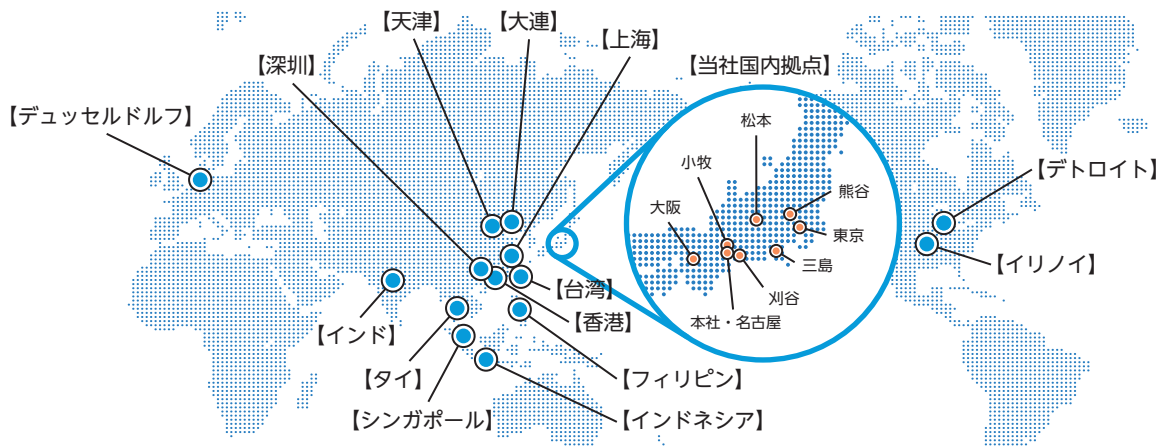 【天津】
【大連】
【上海】
【深圳】
【当社国内拠点】
【デュッセルドルフ】
松本
小牧
【デトロイト】
熊谷
大阪
東京
三島
【イリノイ】
【台湾】
刈谷
本社・名古屋
【香港】
【インド】
【タイ】
【フィリピン】
【シンガポール】
【インドネシア】